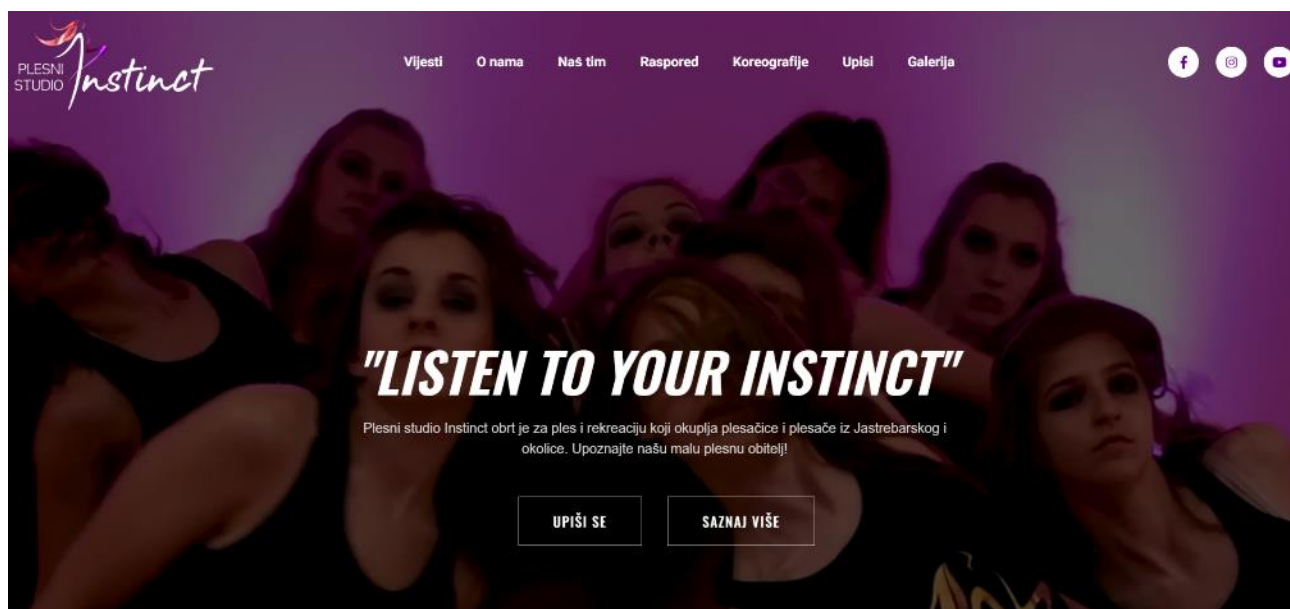 PLESNI
STUDIO
Instinct
Vijesti O nama Naš tim Raspored Koreografije Upisi Galerija
"LISTEN TO YOUR INSTINCT"
Plesni studio Instinct obrt je za ples i rekreaciju koji okuplja plesačice i plesače iz Jastrebarskog i
okolice. Upoznajte našu malu plesnu obitelj!
UPIŠI SE SAZNAJ VIŠE